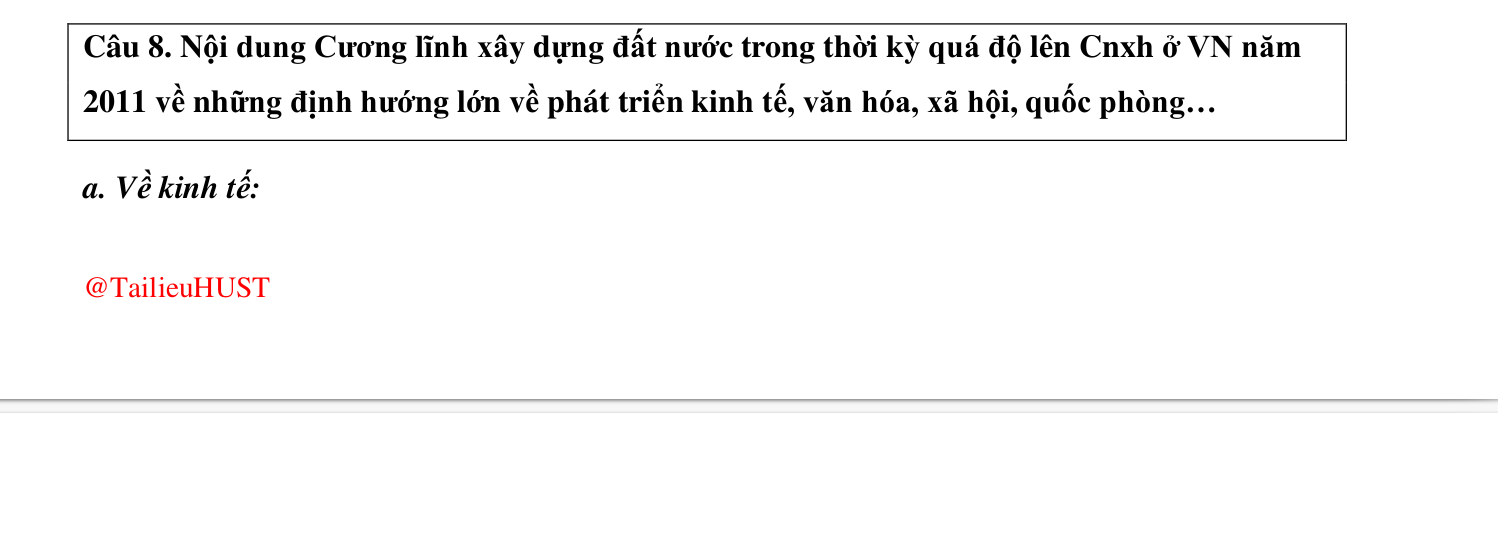 Câu 8. Nội dung Cương lĩnh xây dựng đất nước trong thời kỳ quá độ lên Cnxh ở VN năm
2011 về những định hướng lớn về phát triển kinh tế, văn hóa, xã hội, quốc phòng…
a. Về kinh tế:
@TailieuHUST